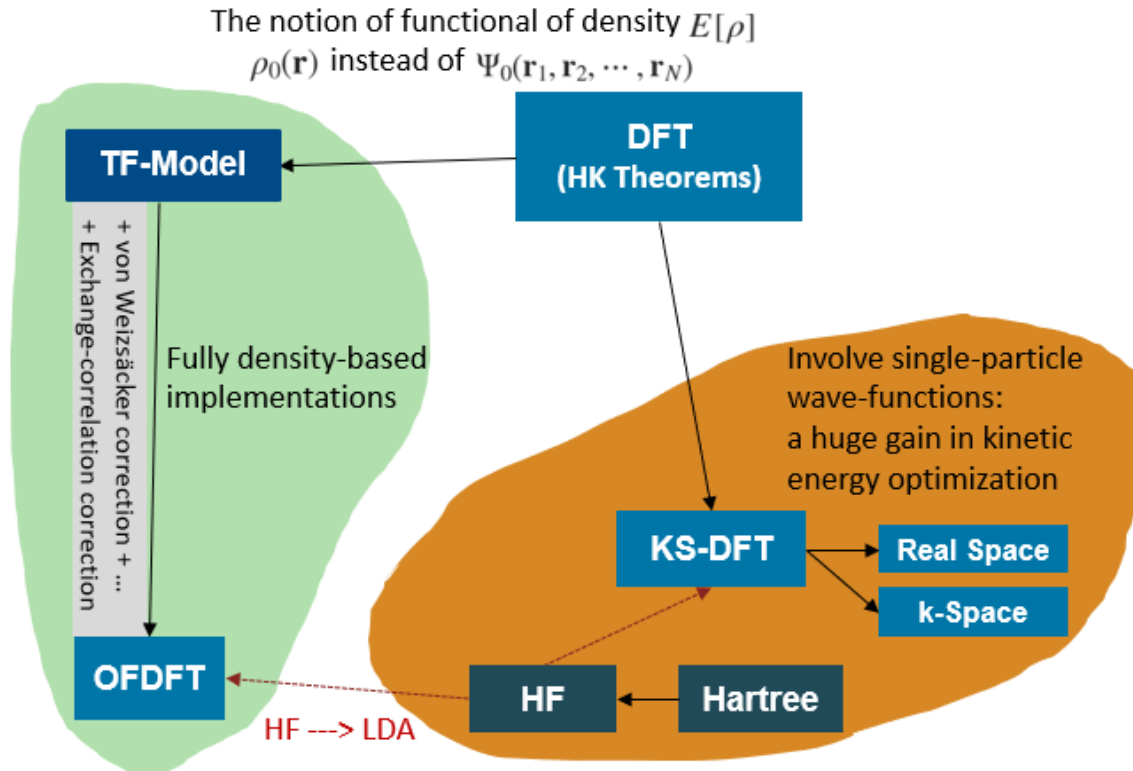 The notion of functional of density E[ρ]
ρ₀(𝐫) instead of Ψ₀(𝐫₁, 𝐫₂, ⋯ , 𝐫_N)
DFT
(HK Theorems)
TF-Model
+ von Weizsäcker correction + ...
+ Exchange-correlation correction
Fully density-based
implementations
Involve single-particle
wave-functions:
a huge gain in kinetic
energy optimization
KS-DFT
Real Space
k-Space
OFDFT
HF
Hartree
HF ---> LDA